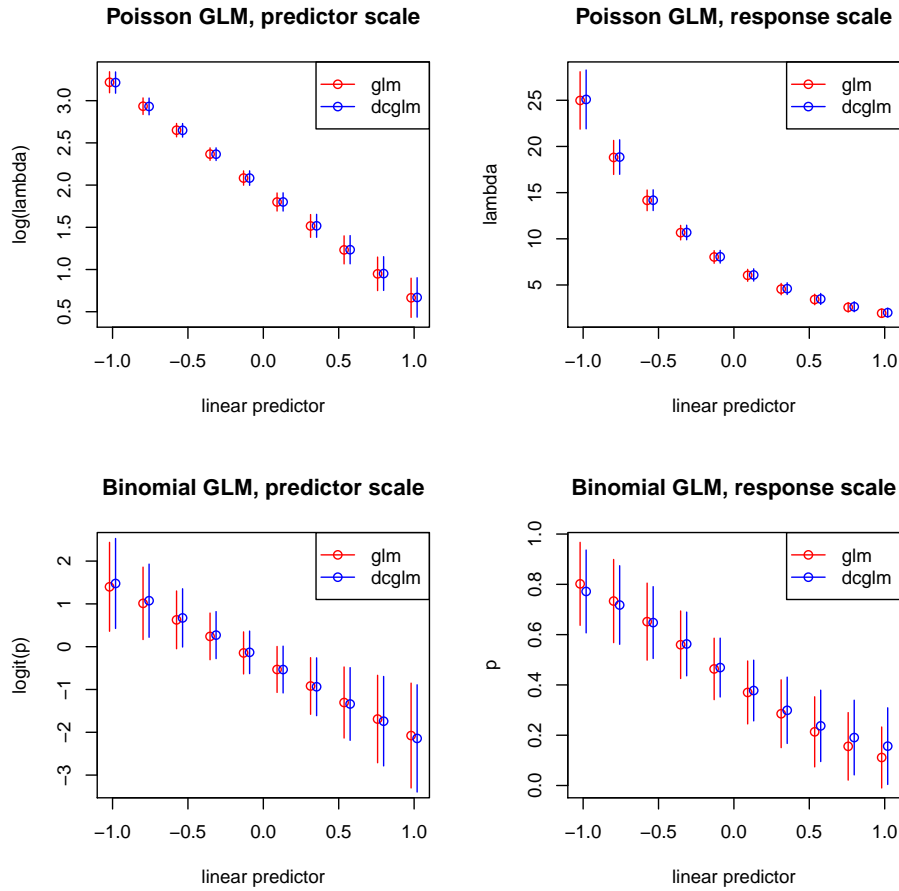 Poisson GLM, predictor scale
glm
dcglm
log(lambda)
3.0
2.5
2.0
1.5
1.0
0.5
−1.0 −0.5 0.0 0.5 1.0
linear predictor
Poisson GLM, response scale
glm
dcglm
lambda
25
20
15
10
5
−1.0 −0.5 0.0 0.5 1.0
linear predictor
Binomial GLM, predictor scale
glm
dcglm
logit(p)
2
1
0
−1
−2
−3
−1.0 −0.5 0.0 0.5 1.0
linear predictor
Binomial GLM, response scale
glm
dcglm
p
1.0
0.8
0.6
0.4
0.2
0.0
−1.0 −0.5 0.0 0.5 1.0
linear predictor